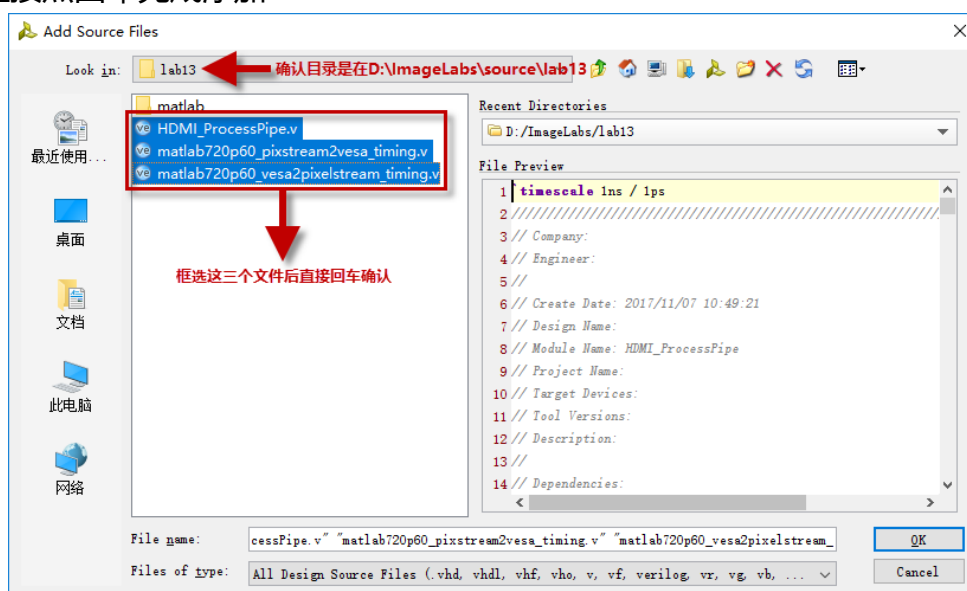 Add Source Files
Look in:
lab13
确认目录是在D:\ImageLabs\source\lab13
matlab
HDMI_ProcessPipe.v
matlab720p60_pixstream2vesa_timing.v
matlab720p60_vesa2pixelstream_timing.v
框选这三个文件后直接回车确认
最近使用...
桌面
文档
此电脑
网络
Recent Directories
D:/ImageLabs/lab13
File Preview
1 `timescale 1ns / 1ps
2 //////////////////////////////////////////////////////////////////////
3 // Company:
4 // Engineer:
5 //
6 // Create Date: 2017/11/07 10:49:21
7 // Design Name:
8 // Module Name: HDMI_ProcessPipe
9 // Project Name:
10 // Target Devices:
11 // Tool Versions:
12 // Description:
13 //
14 // Dependencies:
File name:
cessPipe.v" "matlab720p60_pixstream2vesa_timing.v" "matlab720p60_vesa2pixelstream_
OK
Files of type:
All Design Source Files (.vhd, vhdl, vhf, vho, v, vf, verilog, vr, vg, vb, ...
Cancel